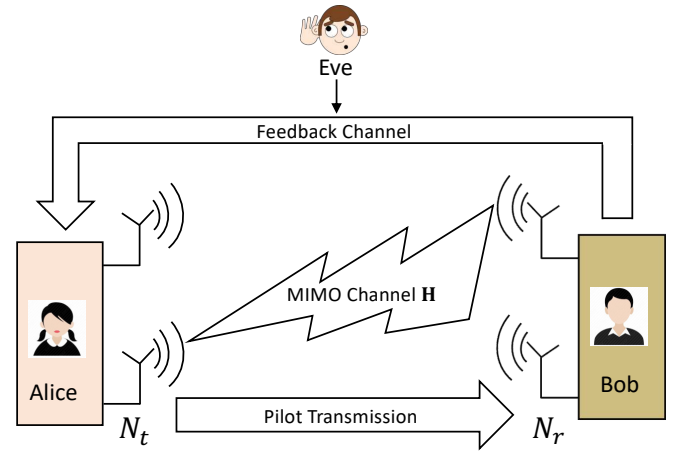 Eve
Feedback Channel
MIMO Channel H
Alice
Bob
N_t
Pilot Transmission
N_r